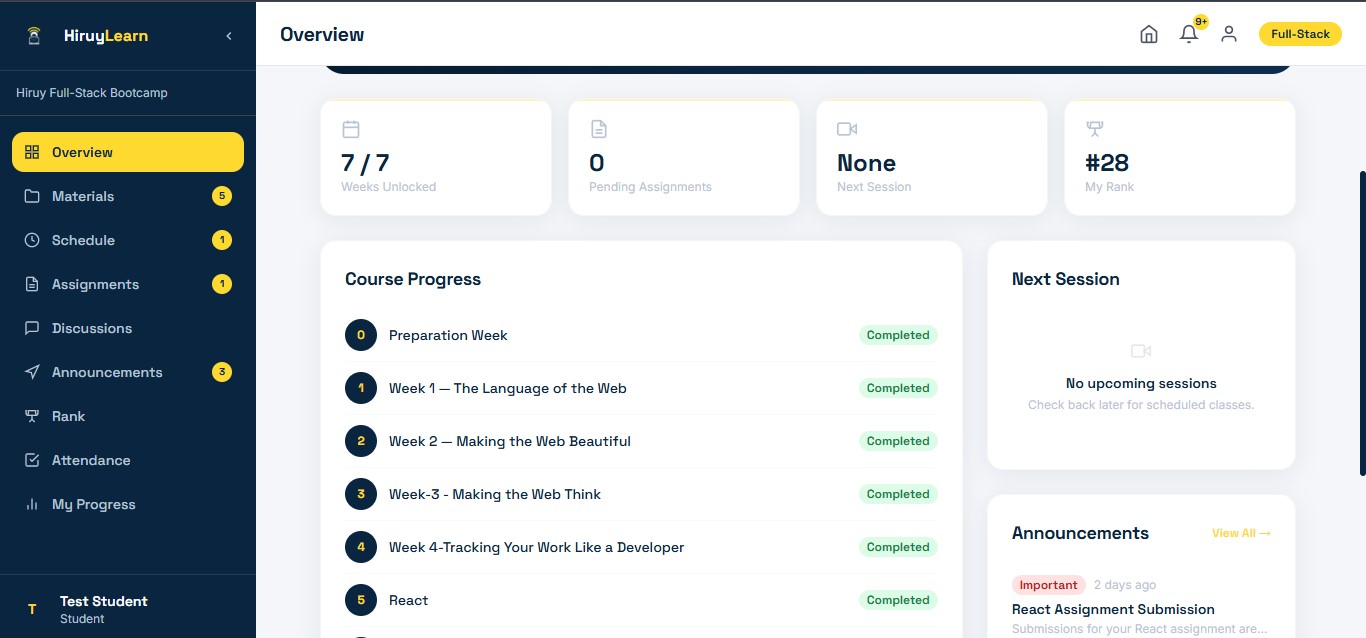 HiruyLearn
Hiruy Full-Stack Bootcamp
Overview
Materials 5
Schedule 1
Assignments 1
Discussions
Announcements 3
Rank
Attendance
My Progress
T
Test Student
Student
Overview
9+
Full-Stack
7 / 7
Weeks Unlocked
0
Pending Assignments
None
Next Session
#28
My Rank
Course Progress
0 Preparation Week Completed
1 Week 1 — The Language of the Web Completed
2 Week 2 — Making the Web Beautiful Completed
3 Week-3 - Making the Web Think Completed
4 Week 4-Tracking Your Work Like a Developer Completed
5 React Completed
Next Session
No upcoming sessions
Check back later for scheduled classes.
Announcements View All →
Important 2 days ago
React Assignment Submission
Submissions for your React assignment are...